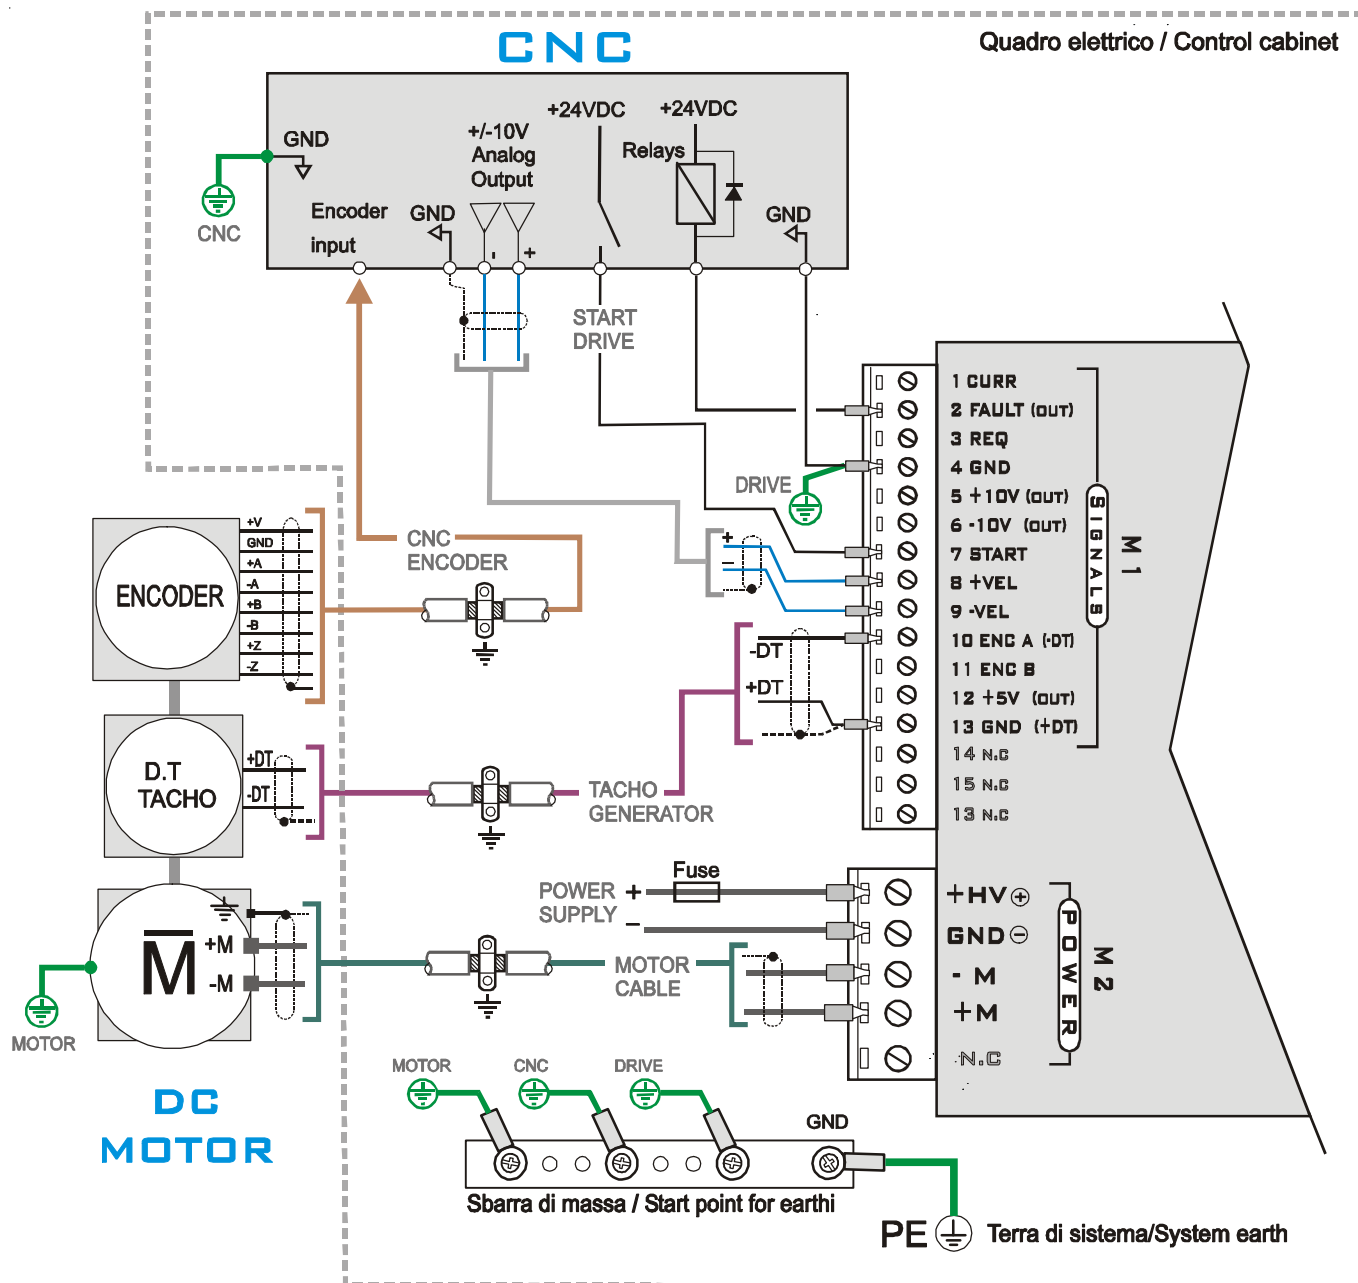 CNC
Quadro elettrico / Control cabinet
GND
+/-10V
Analog
Output
+24VDC
+24VDC
Relays
Encoder
input
GND
GND
CNC
-
+
START
DRIVE
1 CURR
2 FAULT (OUT)
3 REQ
4 GND
5 +10V (OUT)
6 -10V (OUT)
7 START
8 +VEL
9 -VEL
10 ENC A (-DT)
11 ENC B
12 +5V (OUT)
13 GND (+DT)
14 N.C
15 N.C
13 N.C
SIGNALS
M 1
DRIVE
+
-
CNC
ENCODER
ENCODER
+V
GND
+A
-A
+B
-B
+Z
-Z
-DT
+DT
D.T
TACHO
+DT
-DT
TACHO
GENERATOR
POWER
SUPPLY
+
-
Fuse
+HV +
GND -
- M
+M
N.C
POWER
M 2
M
+M
-M
MOTOR
CABLE
MOTOR
DC
MOTOR
MOTOR
CNC
DRIVE
GND
Sbarra di massa / Start point for earthi
PE
Terra di sistema/System earth